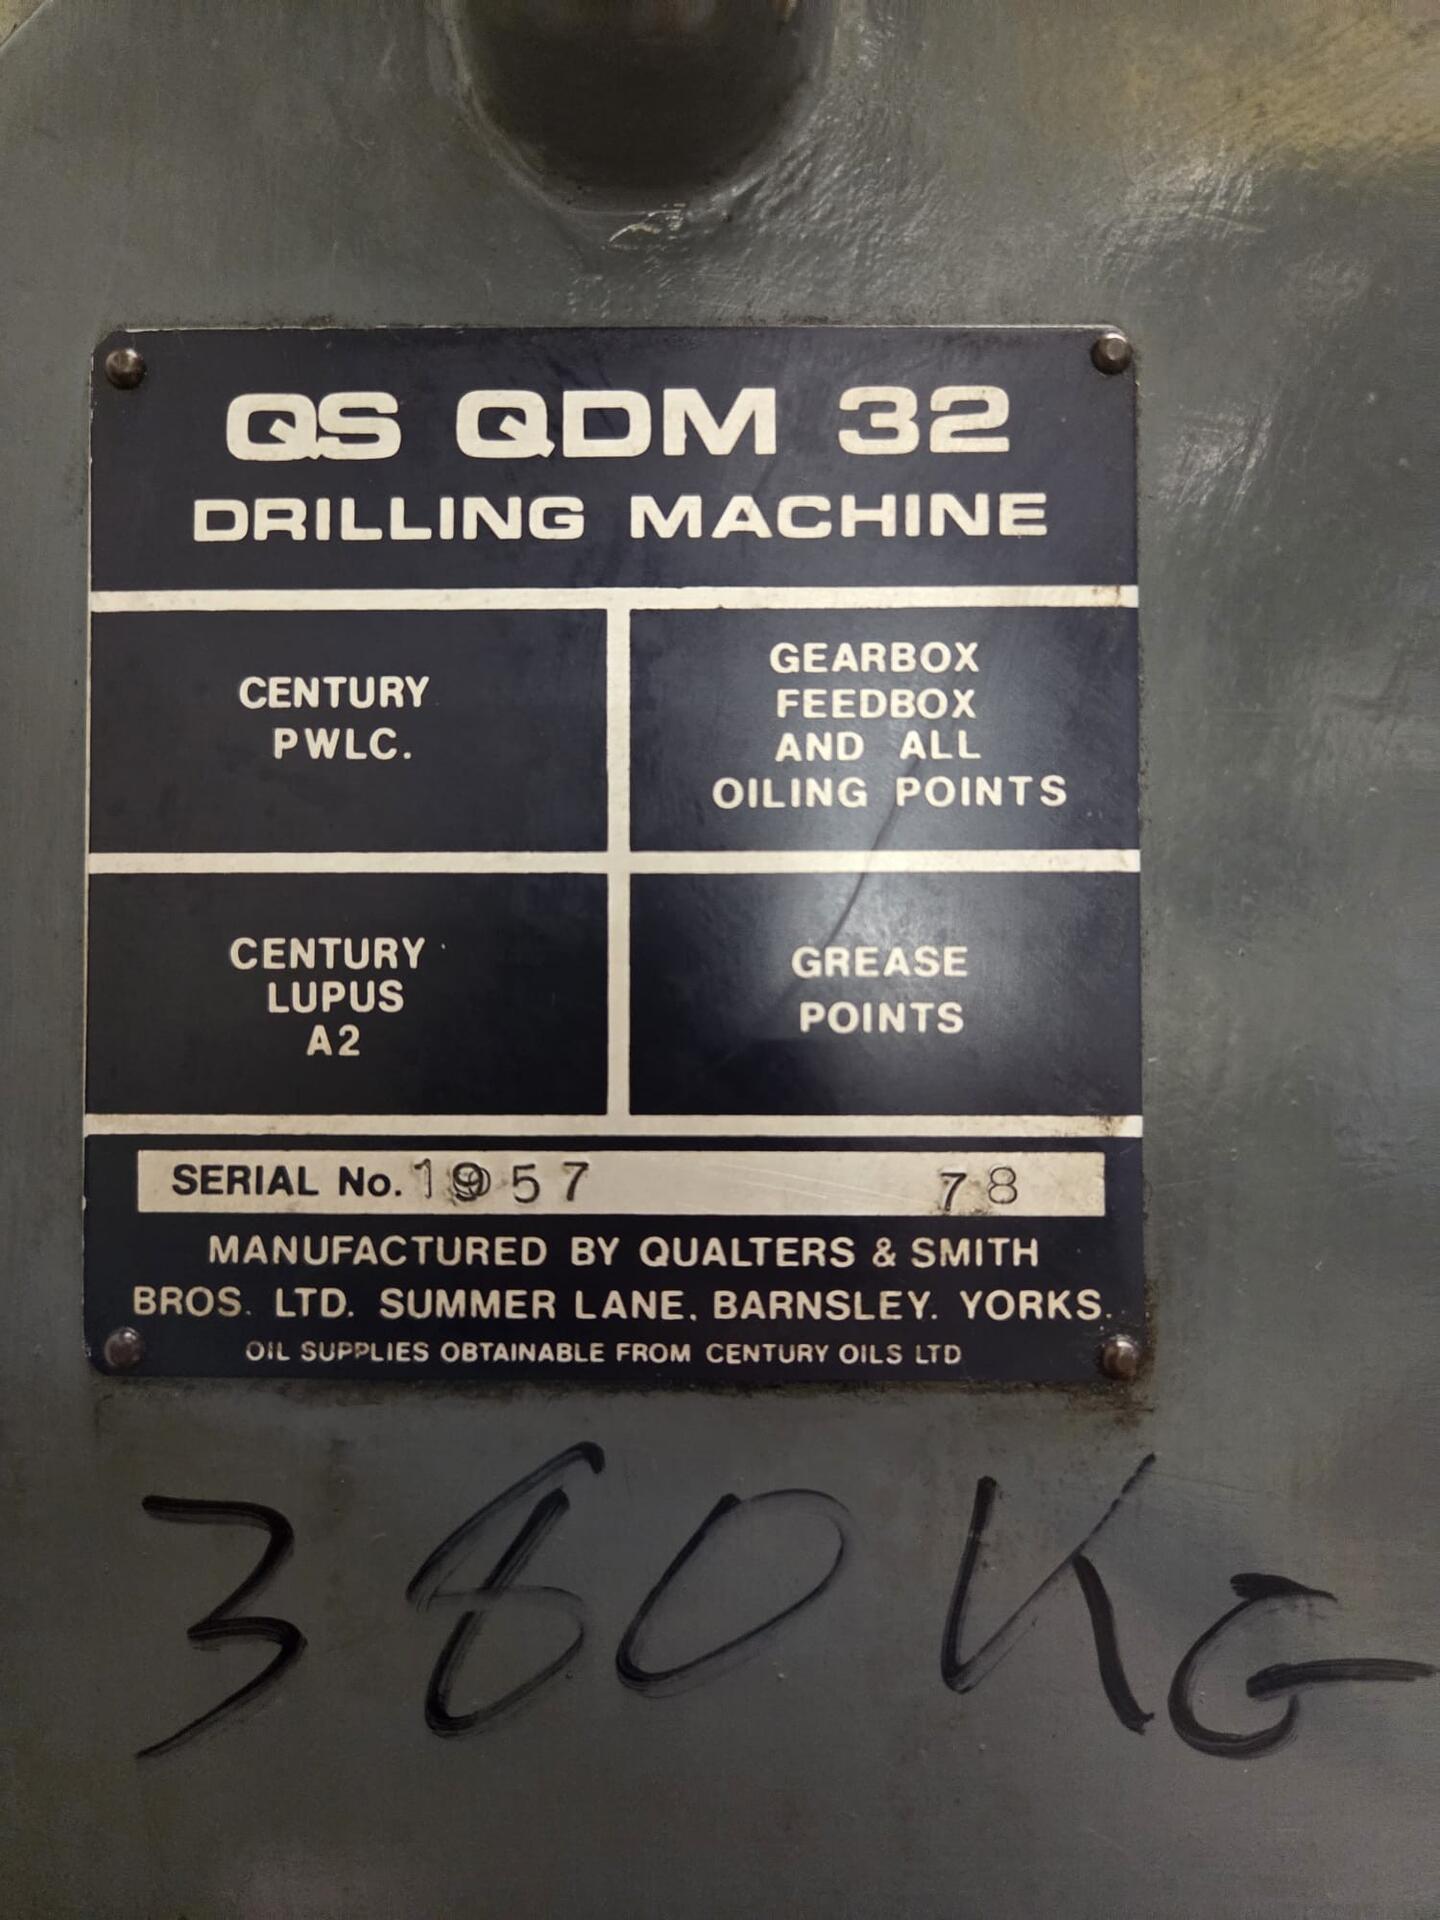 QS QDM 32
DRILLING MACHINE
CENTURY
PWLC.
GEARBOX
FEEDBOX
AND ALL
OILING POINTS
CENTURY
LUPUS
A2
GREASE
POINTS
SERIAL No. 1957 78
MANUFACTURED BY QUALTERS & SMITH
BROS. LTD. SUMMER LANE. BARNSLEY. YORKS.
OIL SUPPLIES OBTAINABLE FROM CENTURY OILS LTD
380 KG